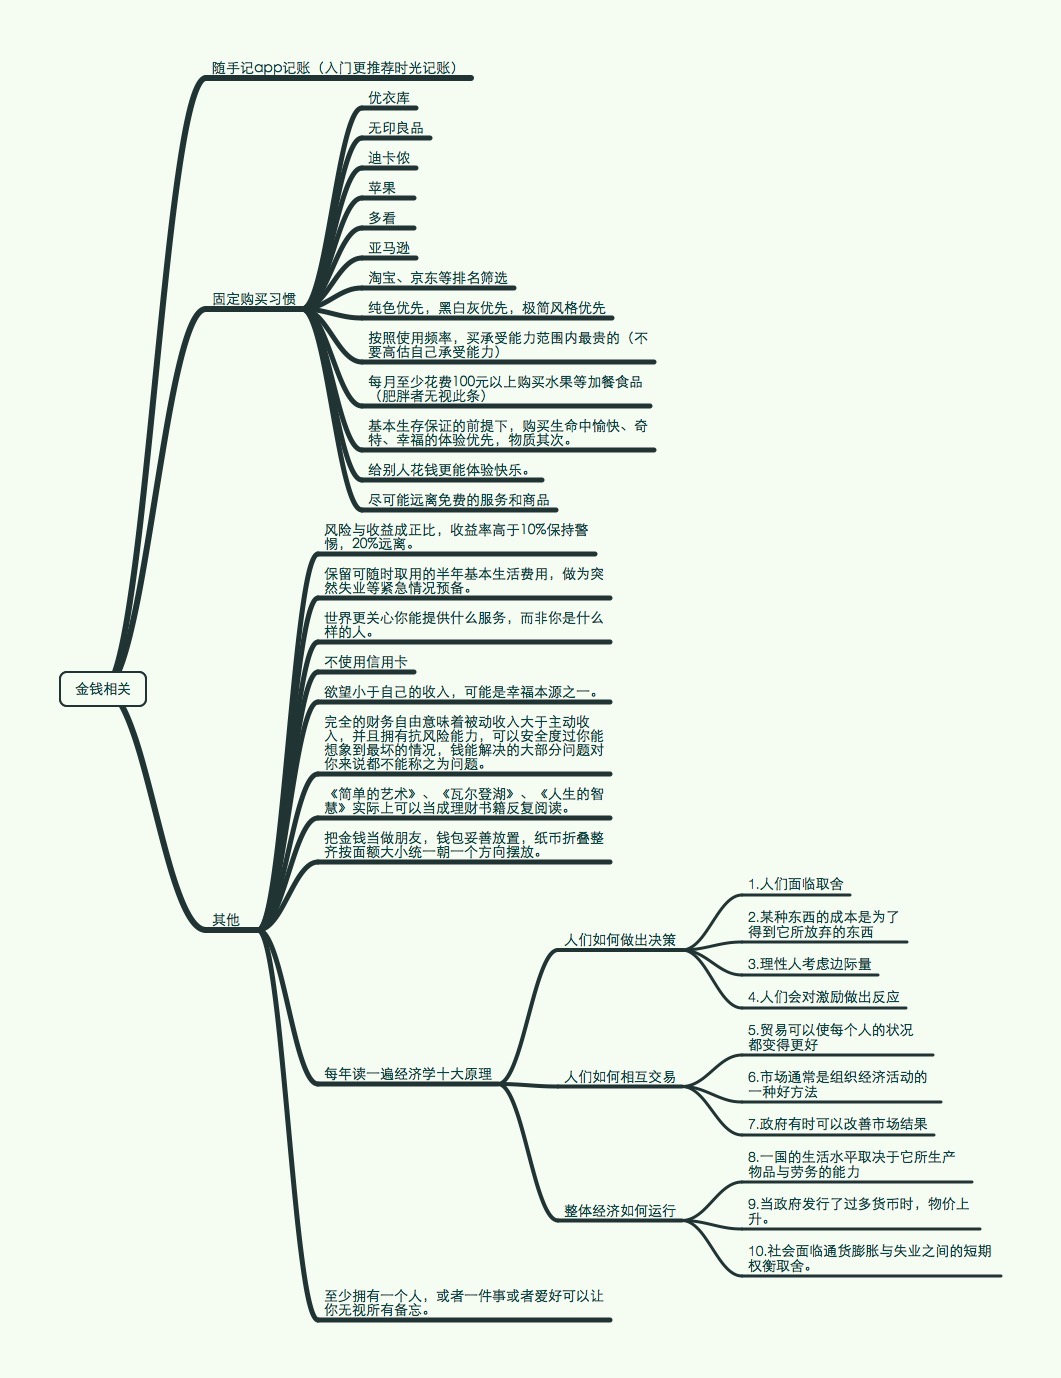 随手记app记账（入门更推荐时光记账）
优衣库
无印良品
迪卡侬
苹果
多看
亚马逊
淘宝、京东等排名筛选
固定购买习惯
纯色优先，黑白灰优先，极简风格优先
按照使用频率，买承受能力范围内最贵的（不
要高估自己承受能力）
每月至少花费100元以上购买水果等加餐食品
（肥胖者无视此条）
基本生存保证的前提下，购买生命中愉快、奇
特、幸福的体验优先，物质其次。
给别人花钱更能体验快乐。
尽可能远离免费的服务和商品
风险与收益成正比，收益率高于10%保持警
惕，20%远离。
保留可随时取用的半年基本生活费用，做为突
然失业等紧急情况预备。
世界更关心你能提供什么服务，而非你是什么
样的人。
不使用信用卡
金钱相关
欲望小于自己的收入，可能是幸福本源之一。
完全的财务自由意味着被动收入大于主动收
入，并且拥有抗风险能力，可以安全度过你能
想象到最坏的情况，钱能解决的大部分问题对
你来说都不能称之为问题。
《简单的艺术》、《瓦尔登湖》、《人生的智
慧》实际上可以当成理财书籍反复阅读。
把金钱当做朋友，钱包妥善放置，纸币折叠整
齐按面额大小统一朝一个方向摆放。
其他
人们如何做出决策
1.人们面临取舍
2.某种东西的成本是为了
得到它所放弃的东西
3.理性人考虑边际量
4.人们会对激励做出反应
每年读一遍经济学十大原理
人们如何相互交易
5.贸易可以使每个人的状况
都变得更好
6.市场通常是组织经济活动的
一种好方法
7.政府有时可以改善市场结果
整体经济如何运行
8.一国的生活水平取决于它所生产
物品与劳务的能力
9.当政府发行了过多货币时，物价上
升。
10.社会面临通货膨胀与失业之间的短期
权衡取舍。
至少拥有一个人，或者一件事或者爱好可以让
你无视所有备忘。